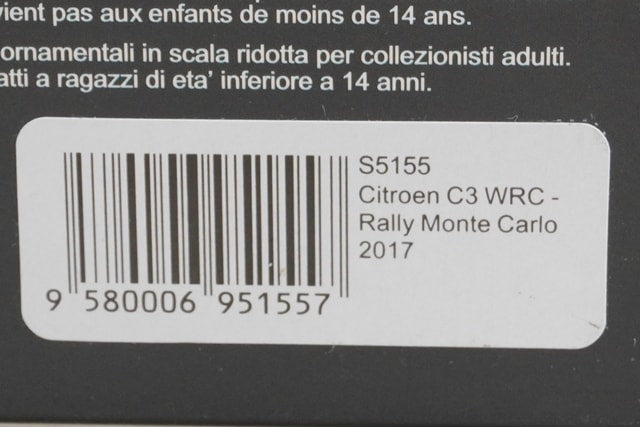 vient pas aux enfants de moins de 14 ans.
ornamentali in scala ridotta per collezionisti adulti.
atti a ragazzi di eta' inferiore a 14 anni.
S5155
Citroen C3 WRC -
Rally Monte Carlo
2017
9 580006 951557